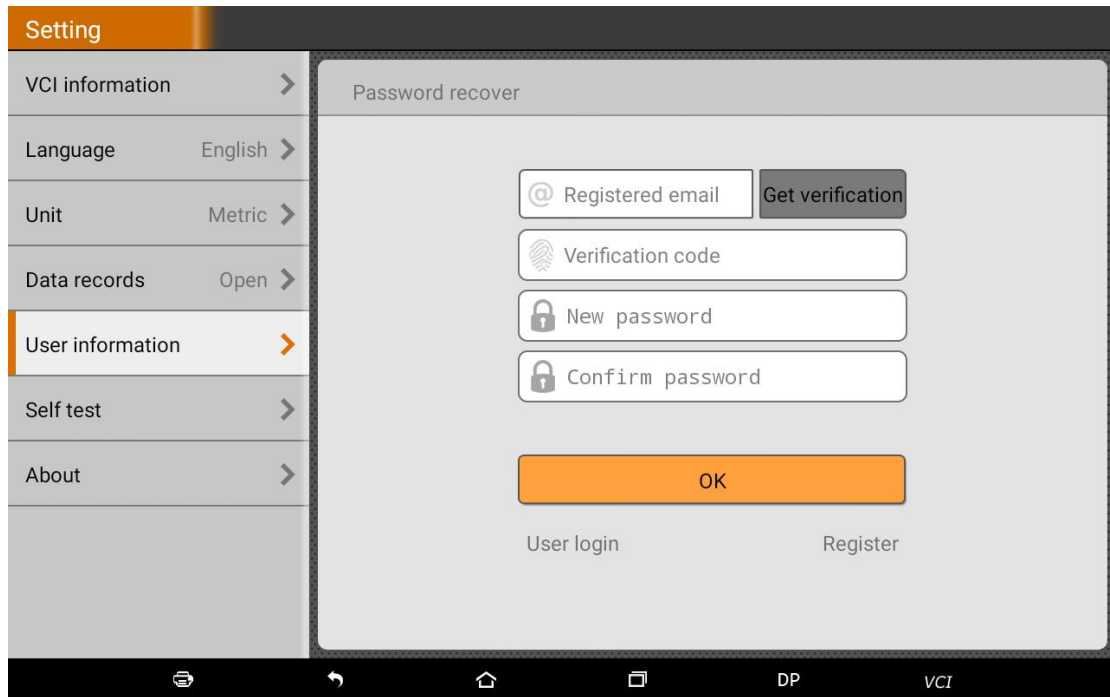 Setting
VCI information
Language English
Unit Metric
Data records Open
User information
Self test
About
Password recover
@ Registered email Get verification
Verification code
New password
Confirm password
OK
User login Register
DP VCI